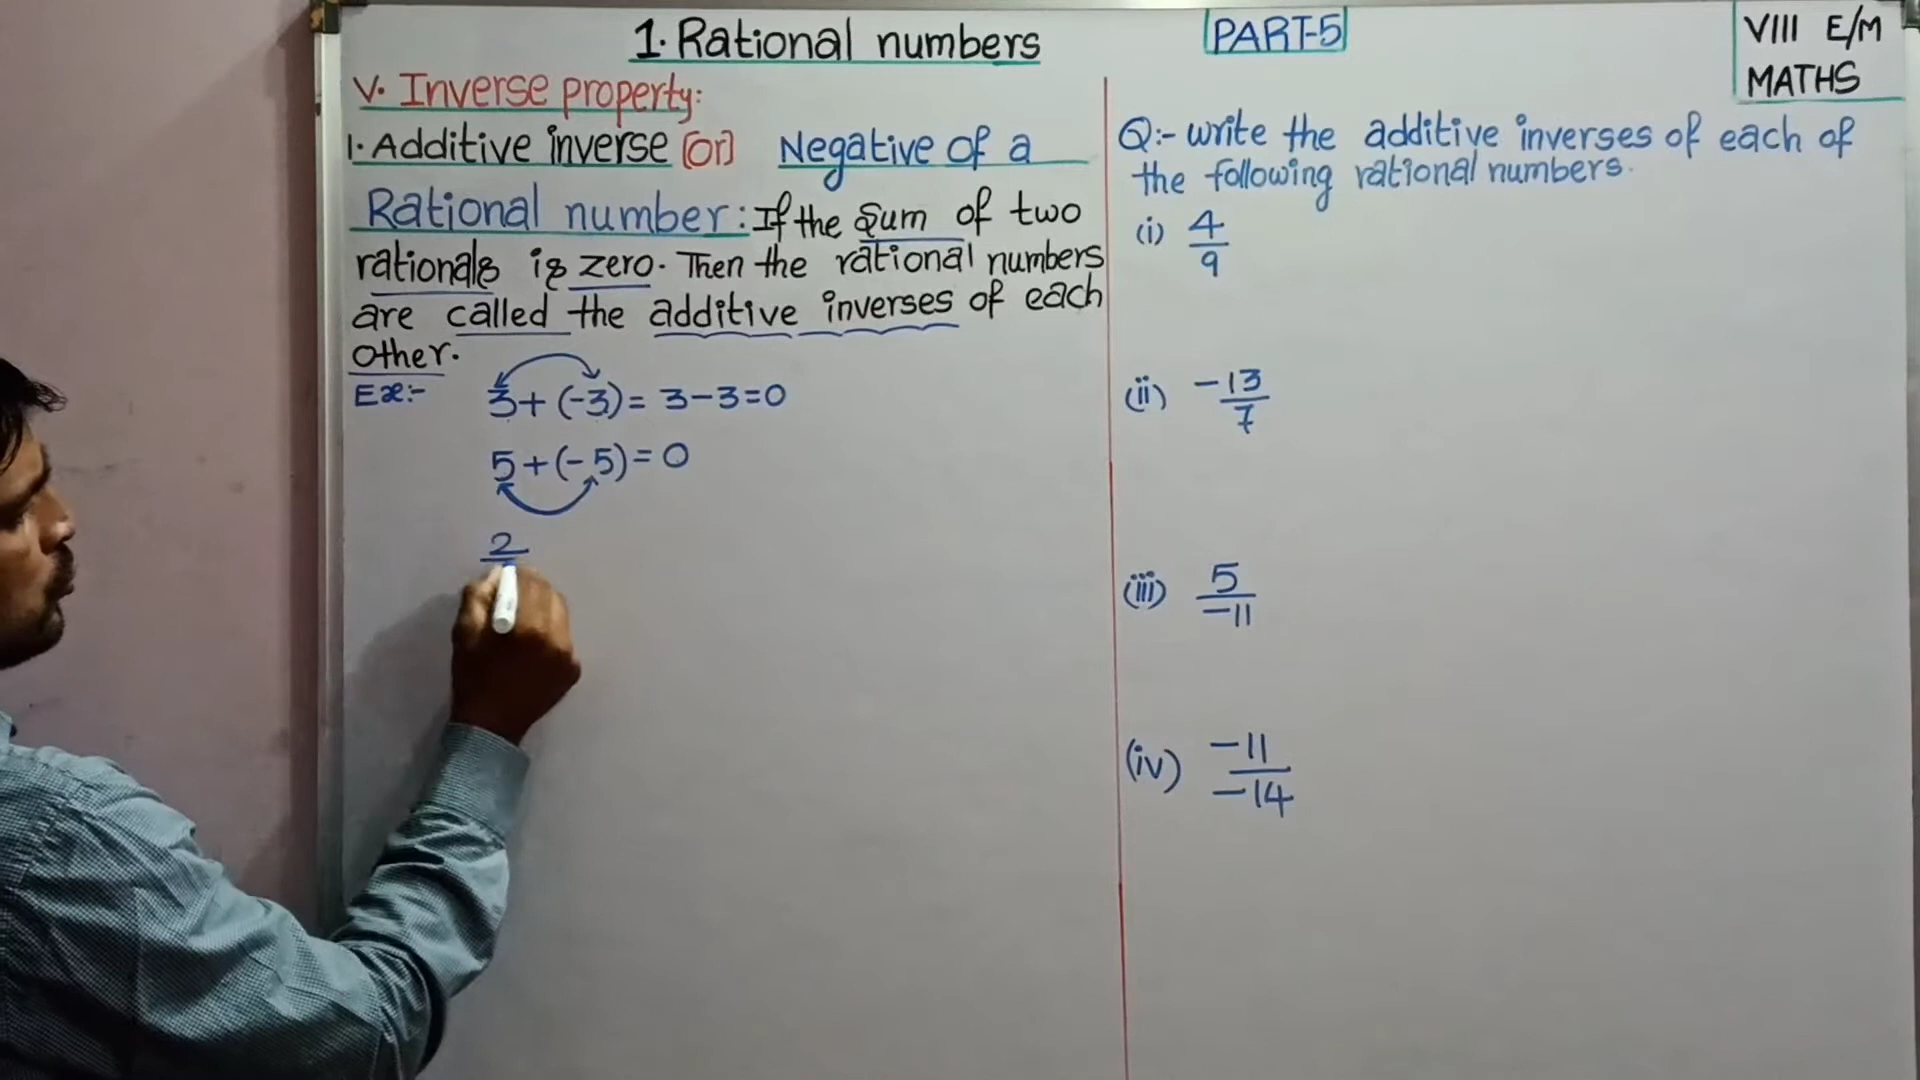 1. Rational numbers
PART-5
VIII E/M
MATHS
V. Inverse property:
1. Additive inverse [or] Negative of a
Rational number: If the sum of two
rationals is zero. Then the rational numbers
are called the additive inverses of each
other.
Ex:- 3+(-3)= 3-3=0
5+(-5)=0
2
Q:- write the additive inverses of each of
the following rational numbers.
(i) 4/9
(ii) -13/7
(iii) 5/-11
(iv) -11/-14